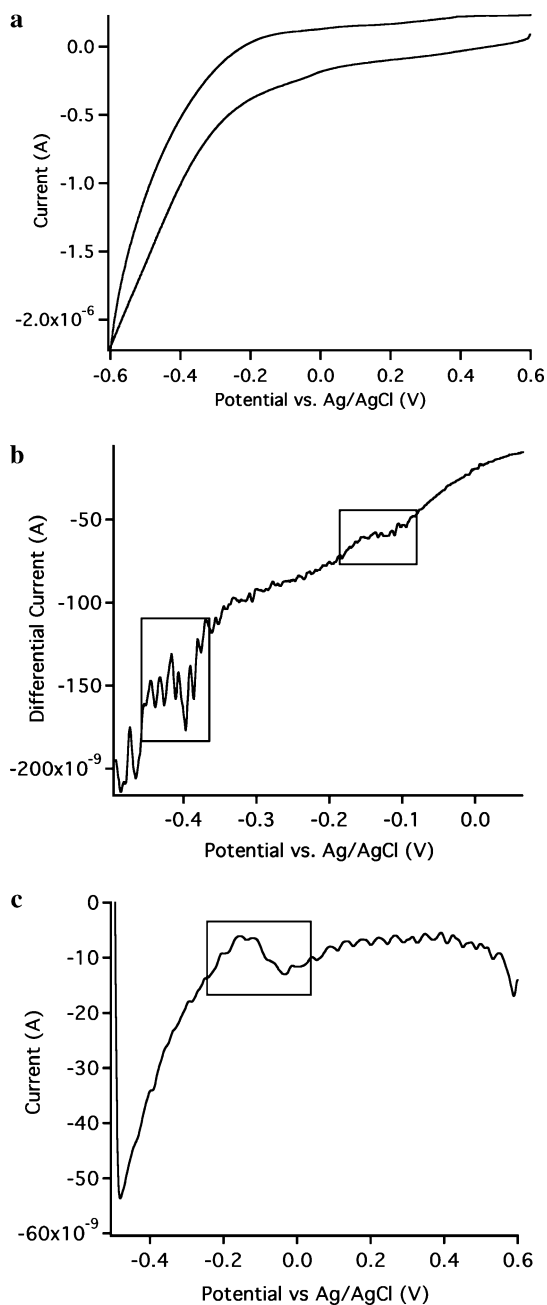 a
0.0
-0.5
-1.0
-1.5
-2.0x10-6
Current (A)
-0.6 -0.4 -0.2 0.0 0.2 0.4 0.6
Potential vs. Ag/AgCl (V)
b
-50
-100
-150
-200x10-9
Differential Current (A)
-0.4 -0.3 -0.2 -0.1 0.0
Potential vs. Ag/AgCl (V)
c
0
-10
-20
-30
-40
-50
-60x10-9
Current (A)
-0.4 -0.2 0.0 0.2 0.4 0.6
Potential vs Ag/AgCl (V)